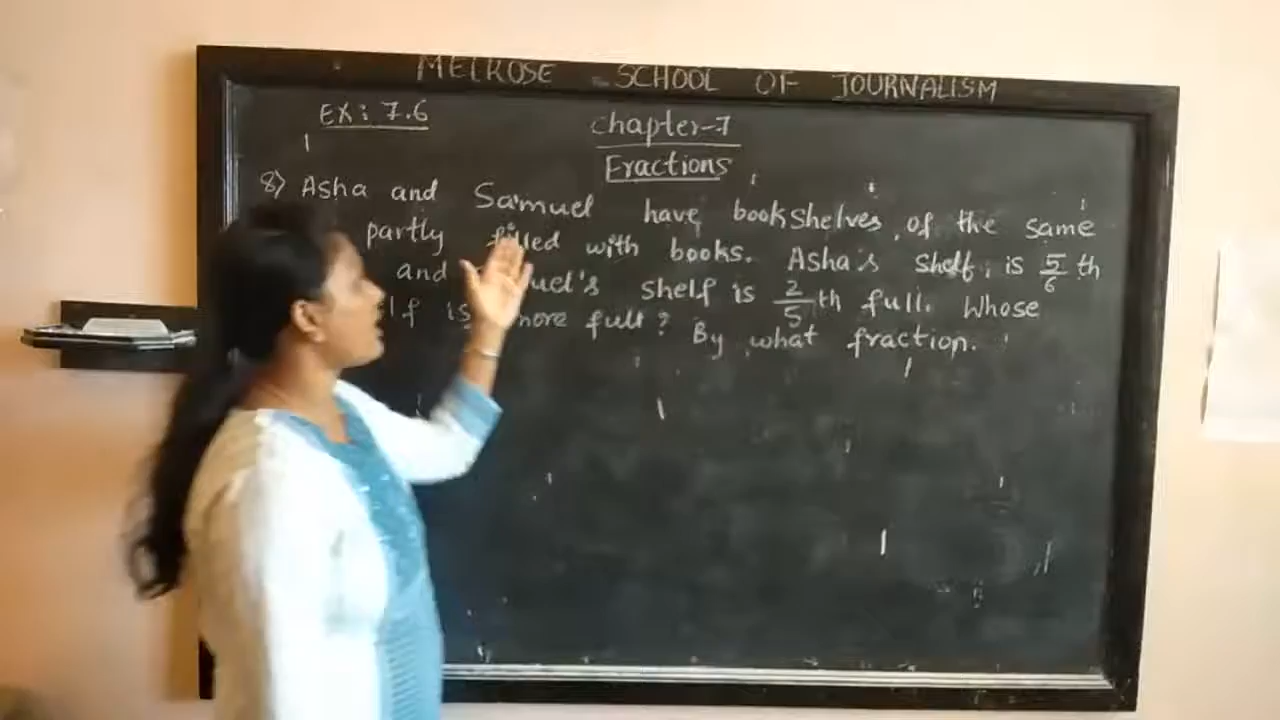 MELROSE SCHOOL OF JOURNALISM
EX: 7.6
Chapter-7
Fractions
8) Asha and Samuel have bookshelves of the same
partly filled with books. Asha's shelf is 5/6 th
and shelf is 2/5 th full. Whose
is more full? By what fraction.